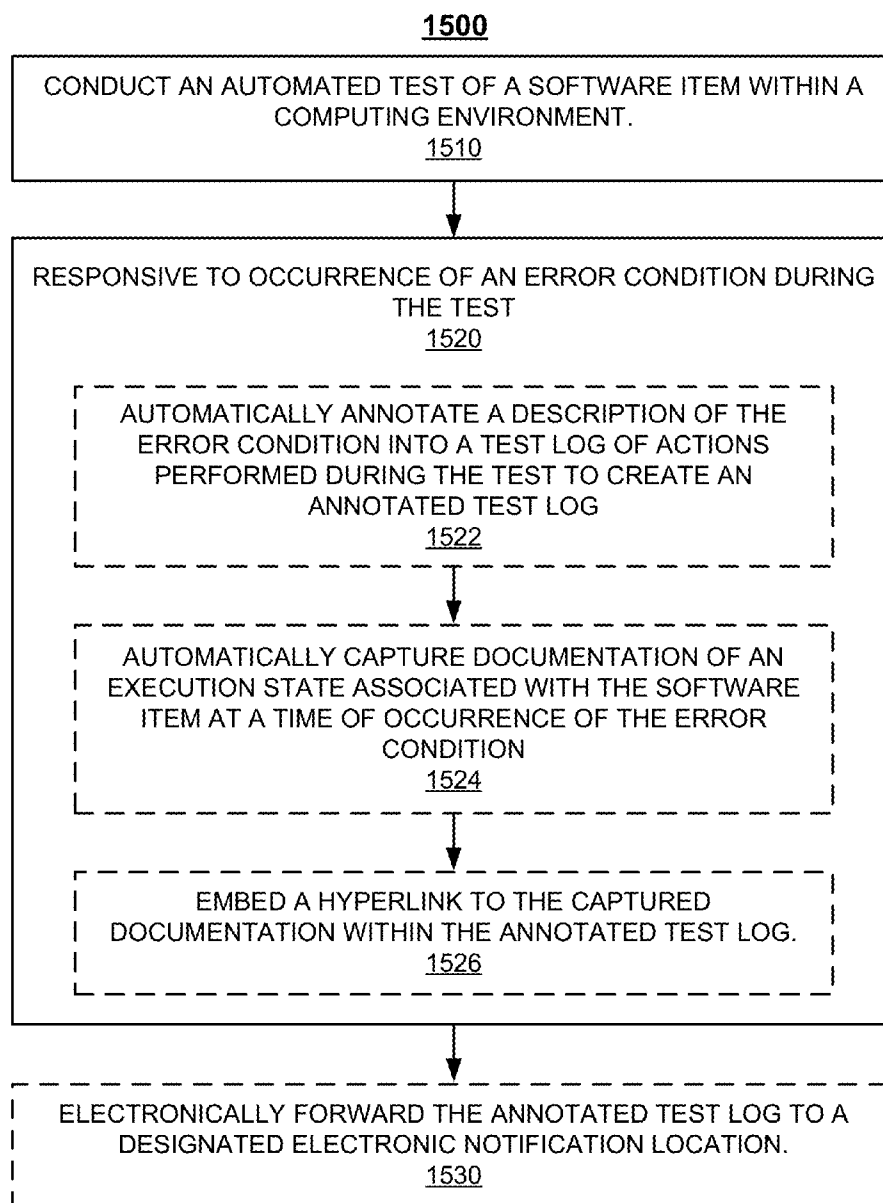 1500
CONDUCT AN AUTOMATED TEST OF A SOFTWARE ITEM WITHIN A
COMPUTING ENVIRONMENT.
1510
RESPONSIVE TO OCCURRENCE OF AN ERROR CONDITION DURING
THE TEST
1520
AUTOMATICALLY ANNOTATE A DESCRIPTION OF THE
ERROR CONDITION INTO A TEST LOG OF ACTIONS
PERFORMED DURING THE TEST TO CREATE AN
ANNOTATED TEST LOG
1522
AUTOMATICALLY CAPTURE DOCUMENTATION OF AN
EXECUTION STATE ASSOCIATED WITH THE SOFTWARE
ITEM AT A TIME OF OCCURRENCE OF THE ERROR
CONDITION
1524
EMBED A HYPERLINK TO THE CAPTURED
DOCUMENTATION WITHIN THE ANNOTATED TEST LOG.
1526
ELECTRONICALLY FORWARD THE ANNOTATED TEST LOG TO A
DESIGNATED ELECTRONIC NOTIFICATION LOCATION.
1530